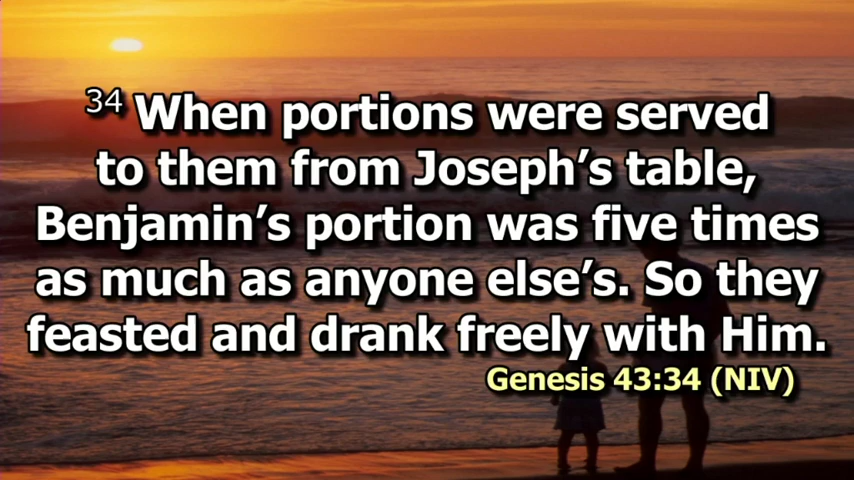 34 When portions were served
to them from Joseph’s table,
Benjamin’s portion was five times
as much as anyone else’s. So they
feasted and drank freely with Him.
Genesis 43:34 (NIV)